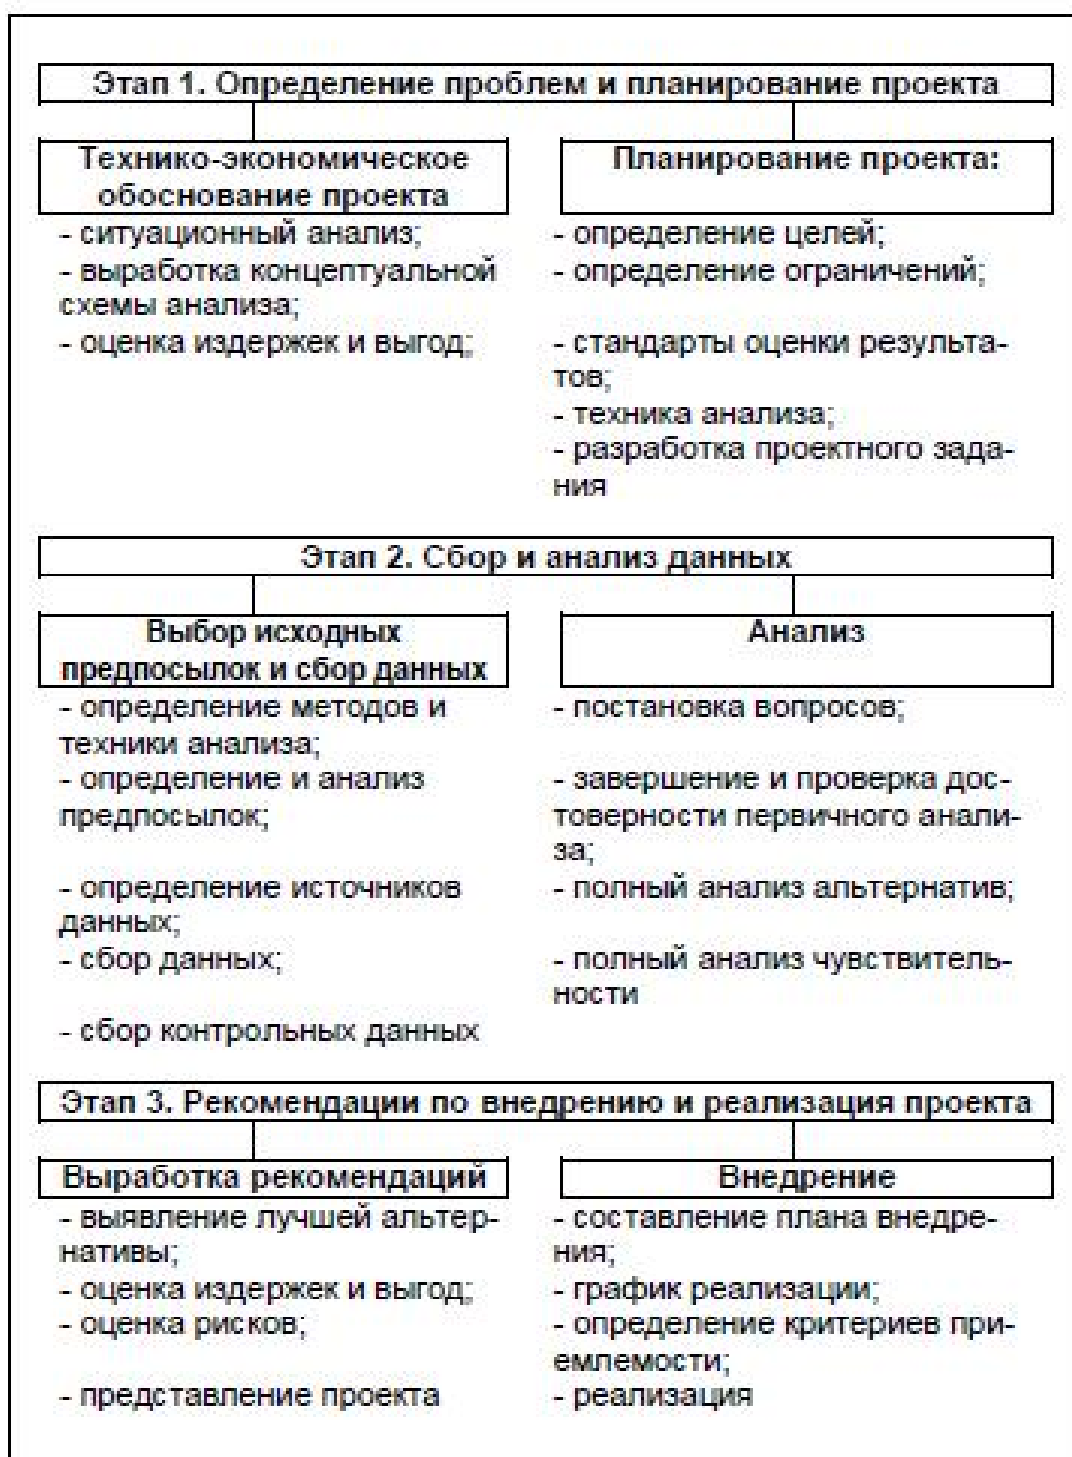 Этап 1. Определение проблем и планирование проекта
Технико-экономическое
обоснование проекта
- ситуационный анализ;
- выработка концептуальной
схемы анализа;
- оценка издержек и выгод;
Планирование проекта:
- определение целей;
- определение ограничений;
- стандарты оценки результа-
тов;
- техника анализа;
- разработка проектного зада-
ния
Этап 2. Сбор и анализ данных
Выбор исходных
предпосылок и сбор данных
- определение методов и
техники анализа;
- определение и анализ
предпосылок;
- определение источников
данных;
- сбор данных;
- сбор контрольных данных
Анализ
- постановка вопросов;
- завершение и проверка дос-
товерности первичного анали-
за;
- полный анализ альтернатив;
- полный анализ чувствитель-
ности
Этап 3. Рекомендации по внедрению и реализация проекта
Выработка рекомендаций
- выявление лучшей альтер-
нативы;
- оценка издержек и выгод;
- оценка рисков;
- представление проекта
Внедрение
- составление плана внедре-
ния;
- график реализации;
- определение критериев при-
емлемости;
- реализация